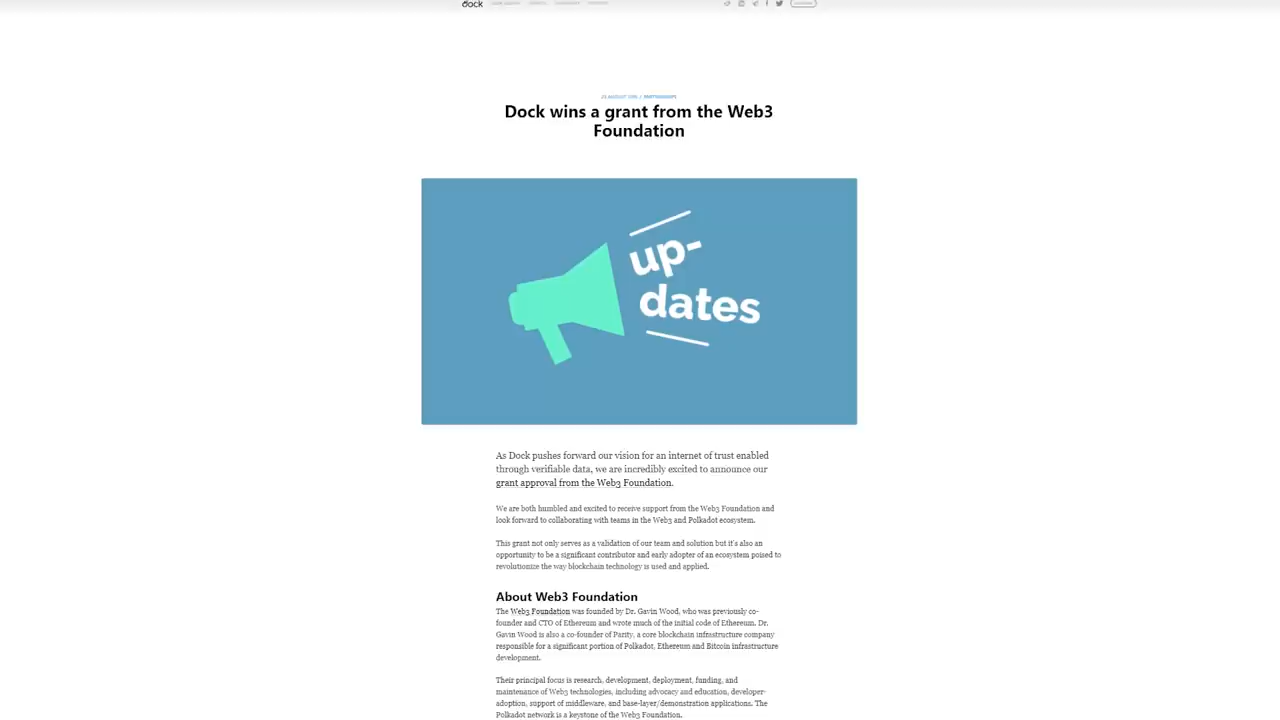 dock
Dock wins a grant from the Web3
Foundation
up-
dates
As Dock pushes forward our vision for an internet of trust enabled
through verifiable data, we are incredibly excited to announce our
grant approval from the Web3 Foundation.
We are both humbled and excited to receive support from the Web3 Foundation and
look forward to collaborating with teams in the Web3 and Polkadot ecosystem.
This grant not only serves as a validation of our team and solution but it's also an
opportunity to be a significant contributor and early adopter of an ecosystem poised to
revolutionize the way blockchain technology is used and applied.
About Web3 Foundation
The Web3 Foundation was founded by Dr. Gavin Wood, who was previously co-
founder and CTO of Ethereum and wrote much of the initial code of Ethereum. Dr.
Gavin Wood is also a co-founder of Parity, a core blockchain infrastructure company
responsible for a significant portion of Polkadot, Ethereum and Bitcoin infrastructure
development.
Their principal focus is research, development, deployment, funding, and
maintenance of Web3 technologies, including advocacy and education, developer-
adoption, support of middleware, and base-layer/demonstration applications. The
Polkadot network is a keystone of the Web3 Foundation.